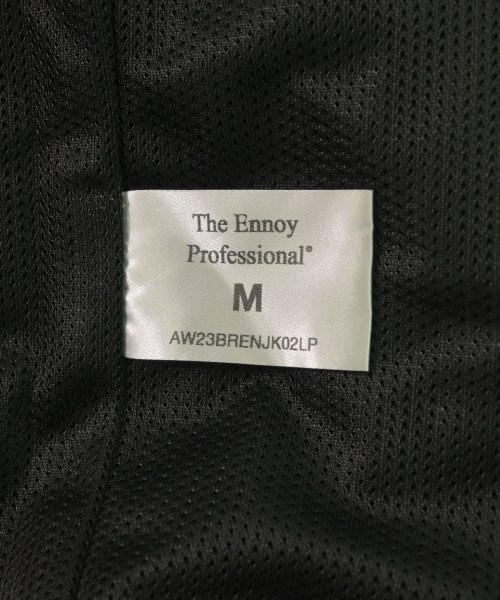 The Ennoy
Professional®
M
AW23BRENJK02LP